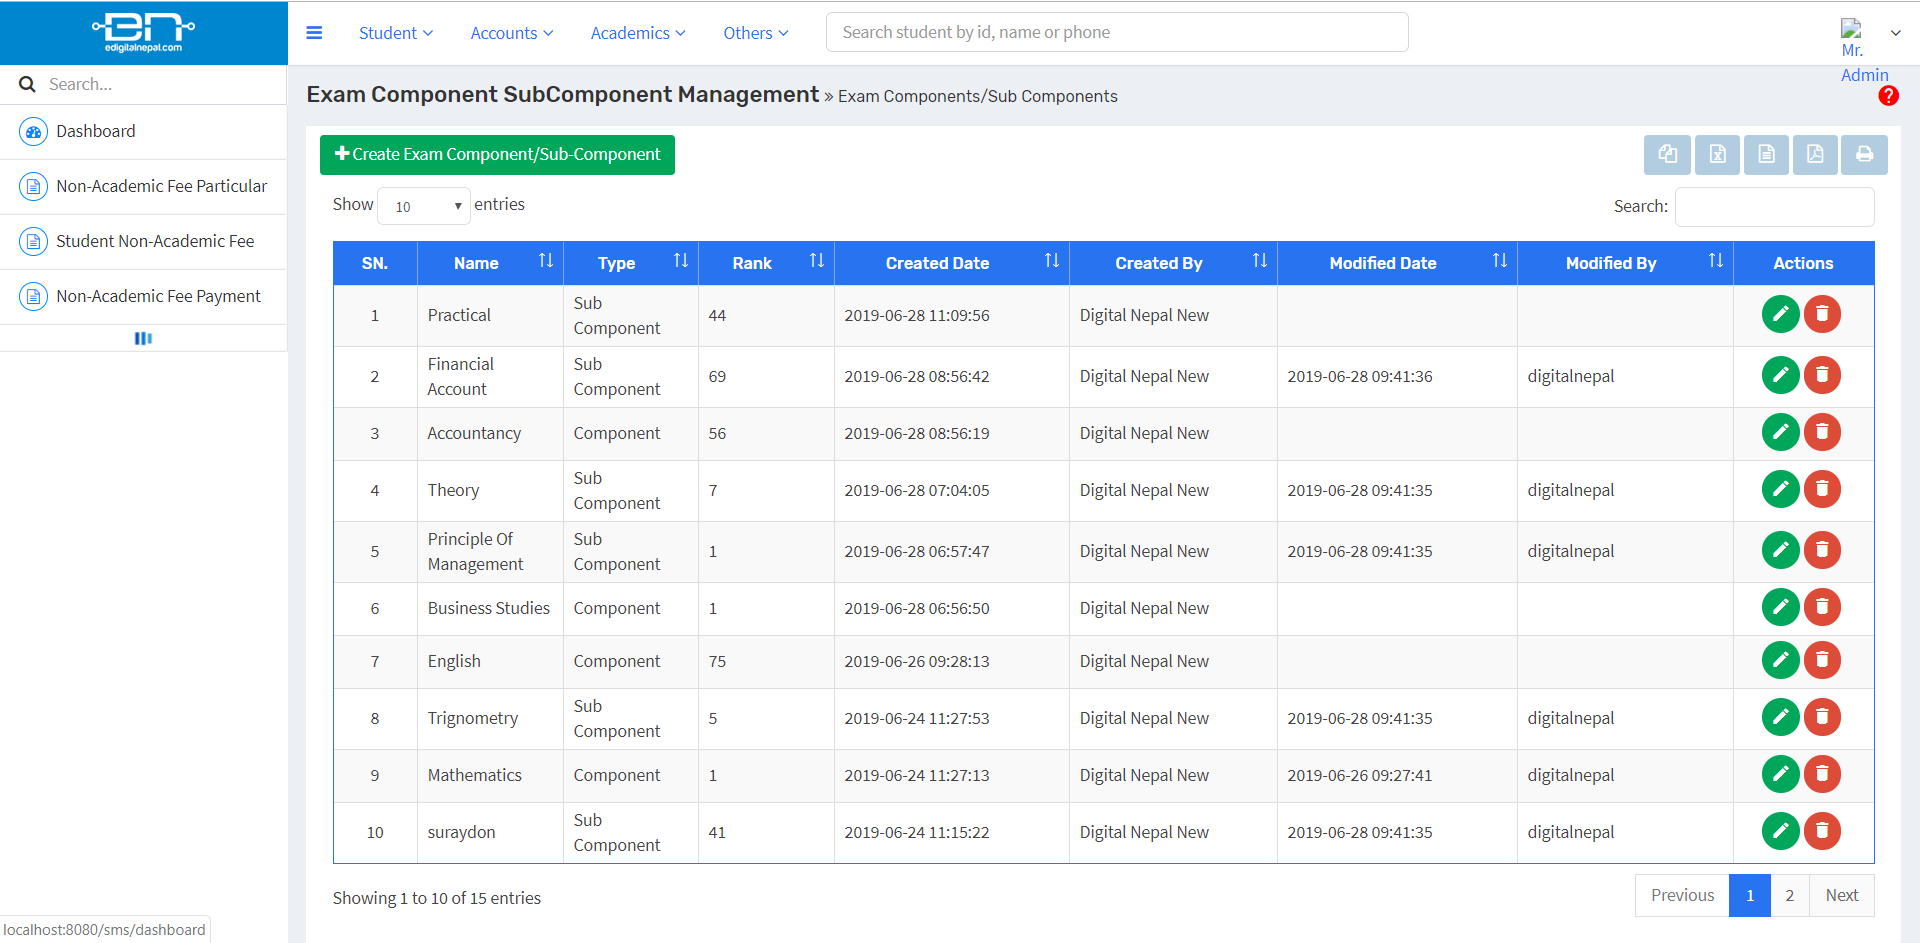 edigitalnepal.com
Student Accounts Academics Others Search student by id, name or phone
Mr.
Admin
Search...
Dashboard
Non-Academic Fee Particular
Student Non-Academic Fee
Non-Academic Fee Payment
Exam Component SubComponent Management » Exam Components/Sub Components
?
+Create Exam Component/Sub-Component
Show 10 entries Search:
SN. Name Type Rank Created Date Created By Modified Date Modified By Actions
1 Practical Sub Component 44 2019-06-28 11:09:56 Digital Nepal New
2 Financial Account Sub Component 69 2019-06-28 08:56:42 Digital Nepal New 2019-06-28 09:41:36 digitalnepal
3 Accountancy Component 56 2019-06-28 08:56:19 Digital Nepal New
4 Theory Sub Component 7 2019-06-28 07:04:05 Digital Nepal New 2019-06-28 09:41:35 digitalnepal
5 Principle Of Management Sub Component 1 2019-06-28 06:57:47 Digital Nepal New 2019-06-28 09:41:35 digitalnepal
6 Business Studies Component 1 2019-06-28 06:56:50 Digital Nepal New
7 English Component 75 2019-06-26 09:28:13 Digital Nepal New
8 Trignometry Sub Component 5 2019-06-24 11:27:53 Digital Nepal New 2019-06-28 09:41:35 digitalnepal
9 Mathematics Component 1 2019-06-24 11:27:13 Digital Nepal New 2019-06-26 09:27:41 digitalnepal
10 suraydon Sub Component 41 2019-06-24 11:15:22 Digital Nepal New 2019-06-28 09:41:35 digitalnepal
Showing 1 to 10 of 15 entries Previous 1 2 Next
localhost:8080/sms/dashboard